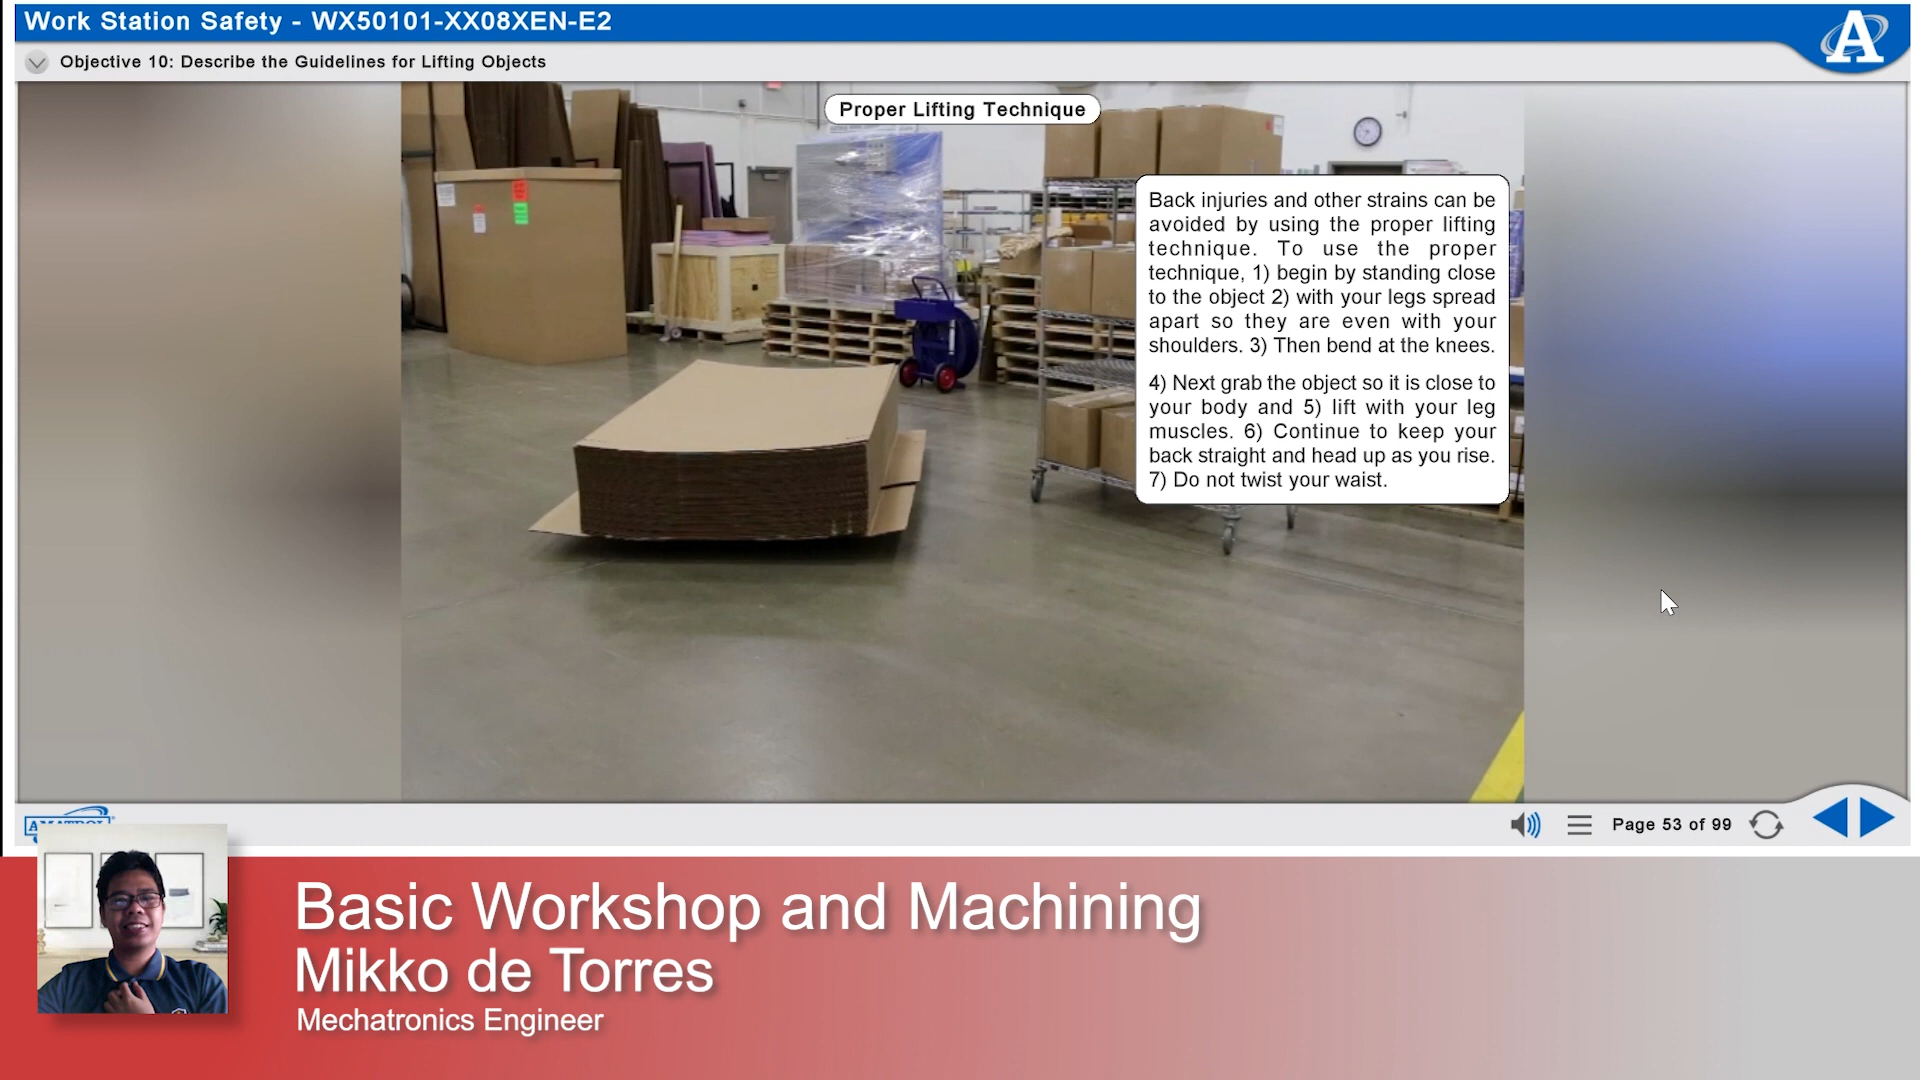 Work Station Safety - WX50101-XX08XEN-E2
Objective 10: Describe the Guidelines for Lifting Objects
Proper Lifting Technique
Back injuries and other strains can be
avoided by using the proper lifting
technique. To use the proper
technique, 1) begin by standing close
to the object 2) with your legs spread
apart so they are even with your
shoulders. 3) Then bend at the knees.
4) Next grab the object so it is close to
your body and 5) lift with your leg
muscles. 6) Continue to keep your
back straight and head up as you rise.
7) Do not twist your waist.
Page 53 of 99
Basic Workshop and Machining
Mikko de Torres
Mechatronics Engineer